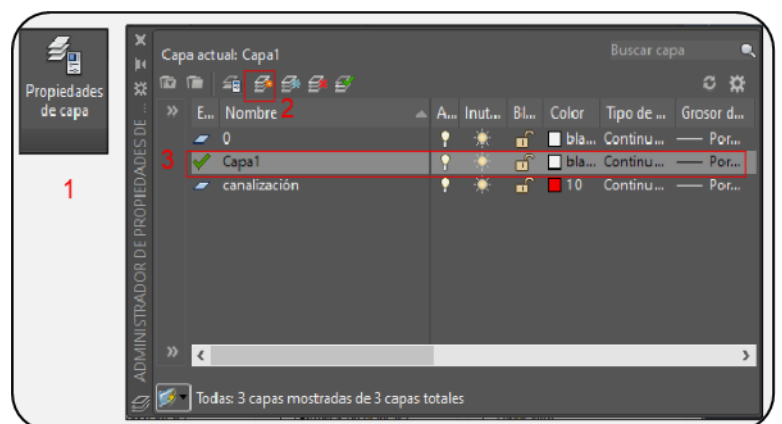 Propiedades
de capa
1
Capa actual: Capa1
Buscar capa
2
E... Nombre A... Inut... Bl... Color Tipo de ... Grosor d...
0 bla... Continu... Por...
3 Capa1 bla... Continu... Por...
canalización 10 Continu... Por...
ADMINISTRADOR DE PROPIEDADES DE ...
Todas: 3 capas mostradas de 3 capas totales